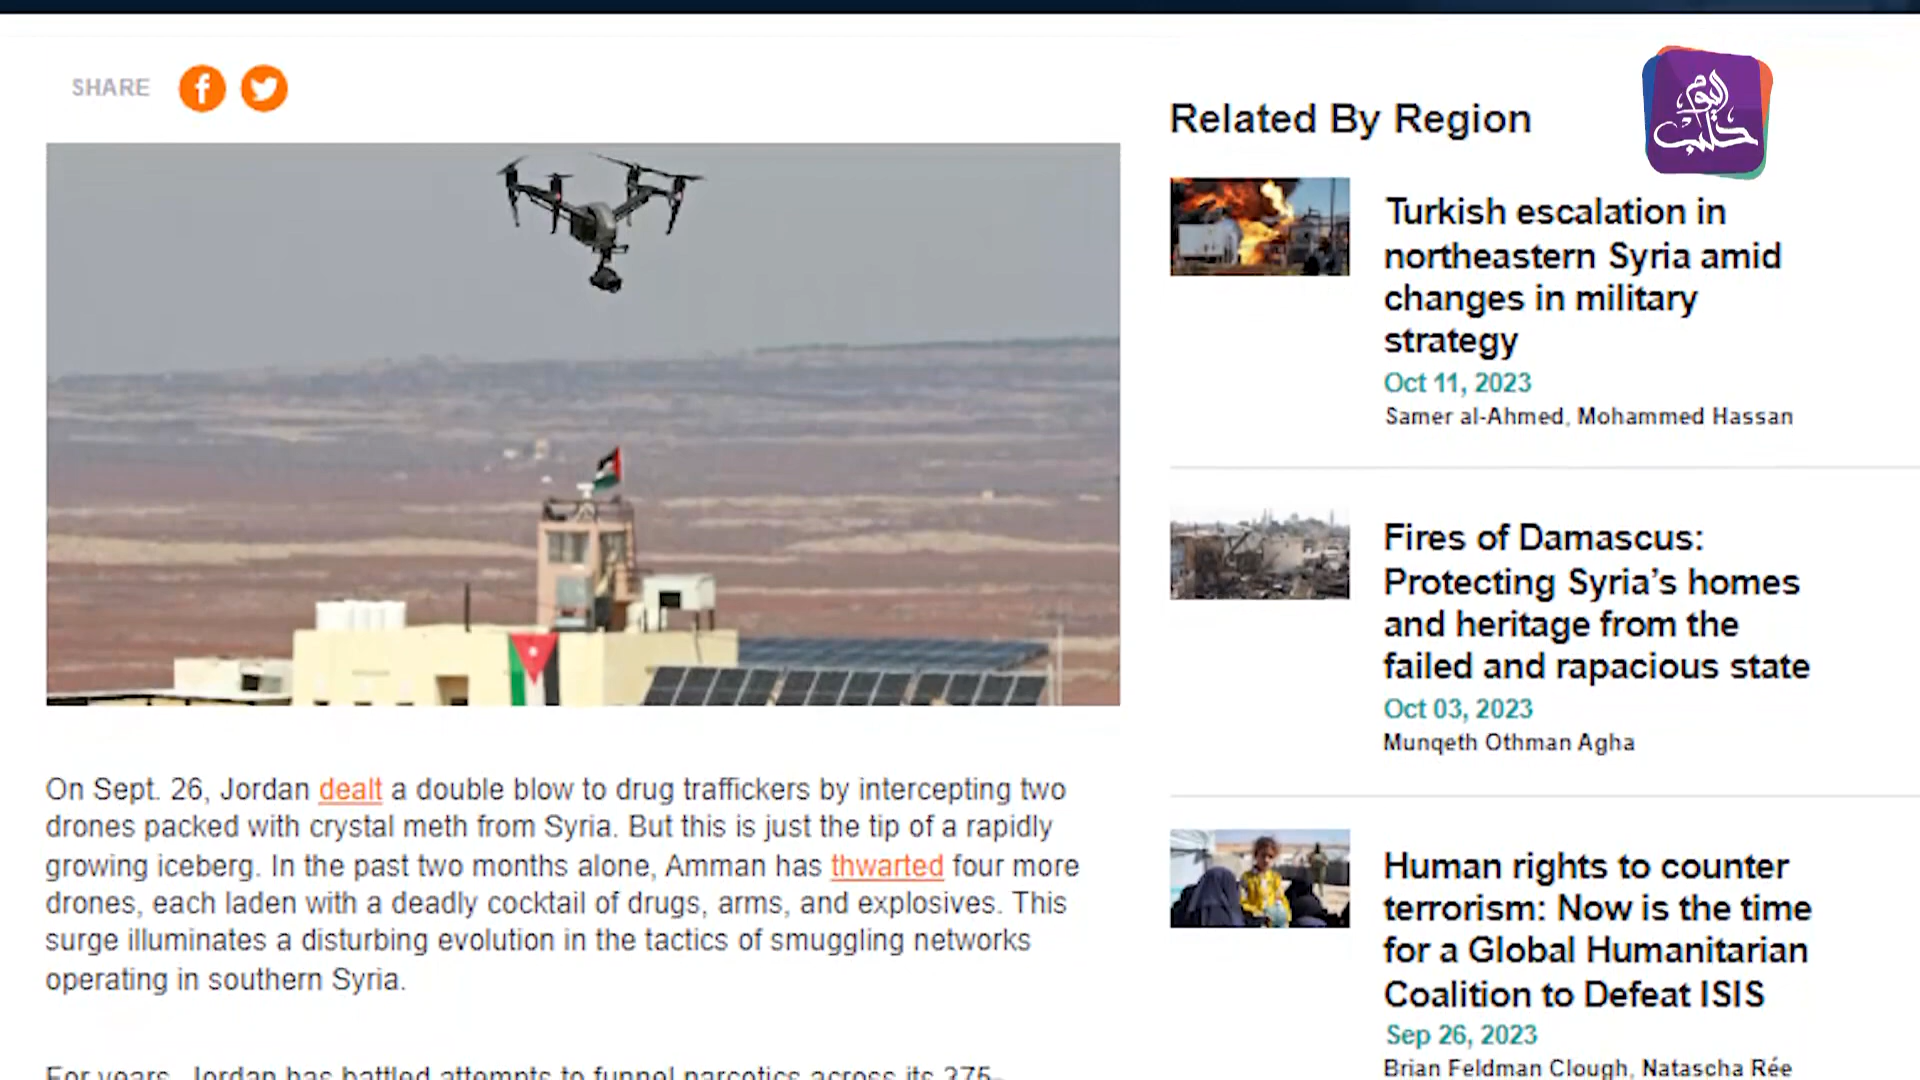 SHARE
On Sept. 26, Jordan dealt a double blow to drug traffickers by intercepting two
drones packed with crystal meth from Syria. But this is just the tip of a rapidly
growing iceberg. In the past two months alone, Amman has thwarted four more
drones, each laden with a deadly cocktail of drugs, arms, and explosives. This
surge illuminates a disturbing evolution in the tactics of smuggling networks
operating in southern Syria.
For years, Jordan has battled attempts to funnel narcotics across its 375-
Related By Region
حلب اليوم
Turkish escalation in
northeastern Syria amid
changes in military
strategy
Oct 11, 2023
Samer al-Ahmed, Mohammed Hassan
Fires of Damascus:
Protecting Syria’s homes
and heritage from the
failed and rapacious state
Oct 03, 2023
Munqeth Othman Agha
Human rights to counter
terrorism: Now is the time
for a Global Humanitarian
Coalition to Defeat ISIS
Sep 26, 2023
Brian Feldman Clough, Natascha Rée